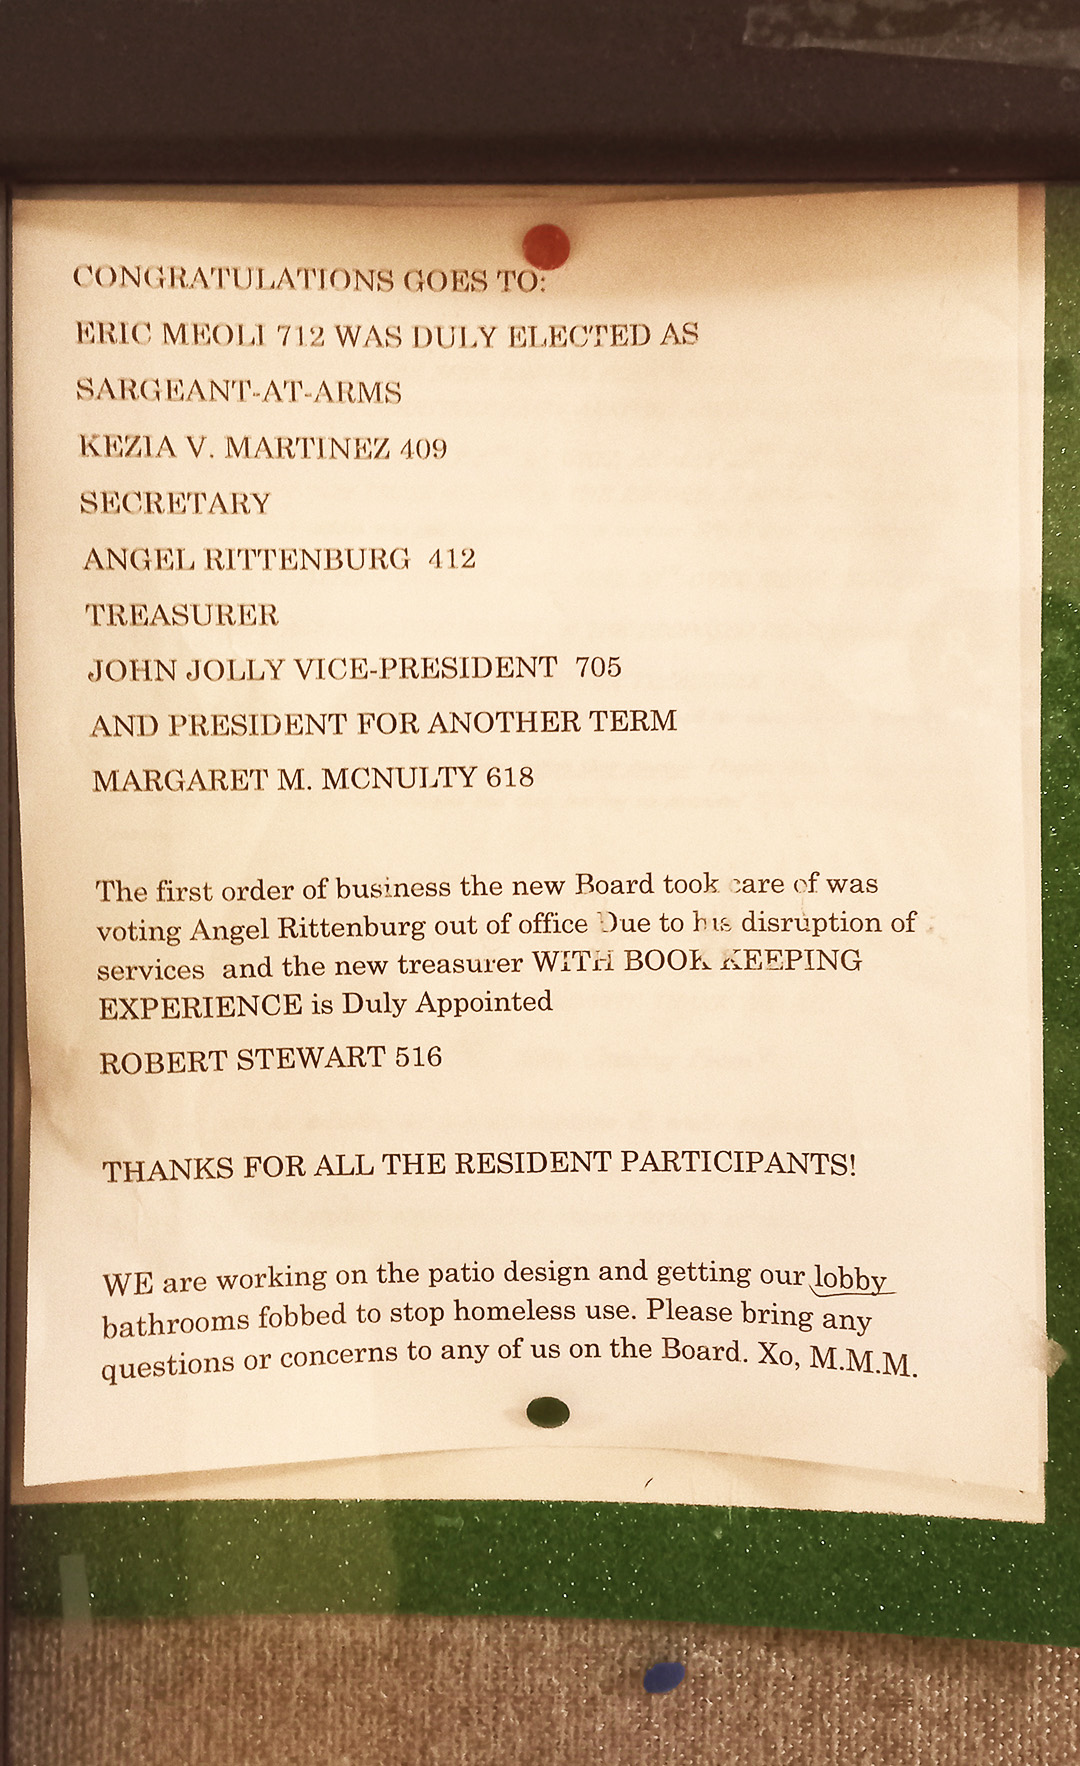 CONGRATULATIONS GOES TO:
ERIC MEOLI 712 WAS DULY ELECTED AS
SARGEANT-AT-ARMS
KEZIA V. MARTINEZ 409
SECRETARY
ANGEL RITTENBURG 412
TREASURER
JOHN JOLLY VICE-PRESIDENT 705
AND PRESIDENT FOR ANOTHER TERM
MARGARET M. MCNULTY 618
The first order of business the new Board took care of was
voting Angel Rittenburg out of office Due to his disruption of
services and the new treasurer WITH BOOK KEEPING
EXPERIENCE is Duly Appointed
ROBERT STEWART 516
THANKS FOR ALL THE RESIDENT PARTICIPANTS!
WE are working on the patio design and getting our lobby
bathrooms fobbed to stop homeless use. Please bring any
questions or concerns to any of us on the Board. Xo, M.M.M.